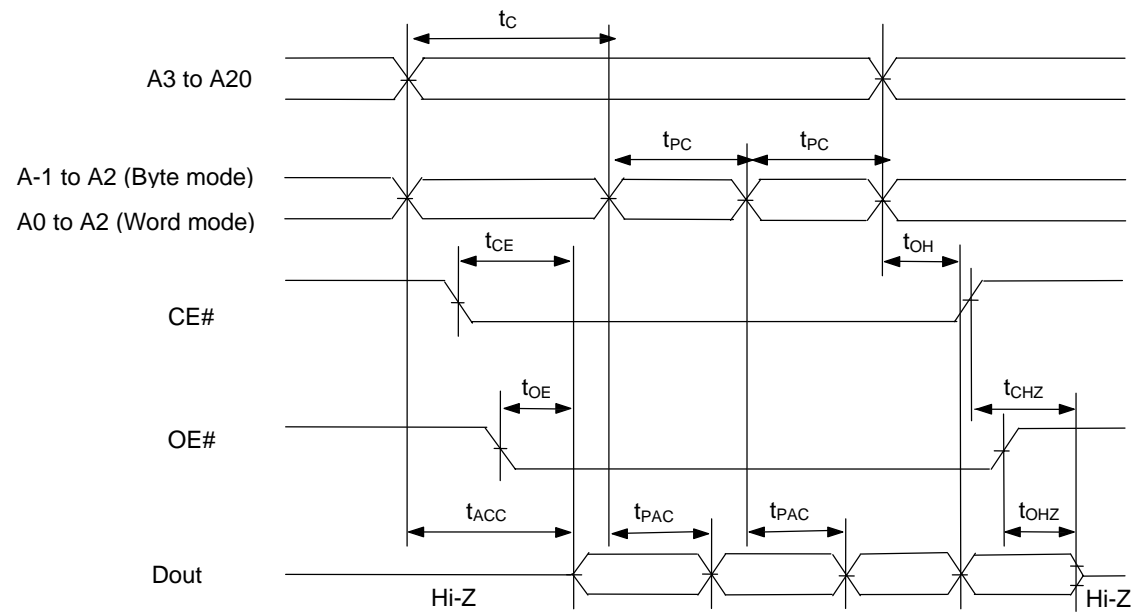 tC
A3 to A20
tPC tPC
A-1 to A2 (Byte mode)
A0 to A2 (Word mode)
tCE tOH
CE#
tOE tCHZ
OE#
tACC tPAC tPAC tOHZ
Dout
Hi-Z Hi-Z